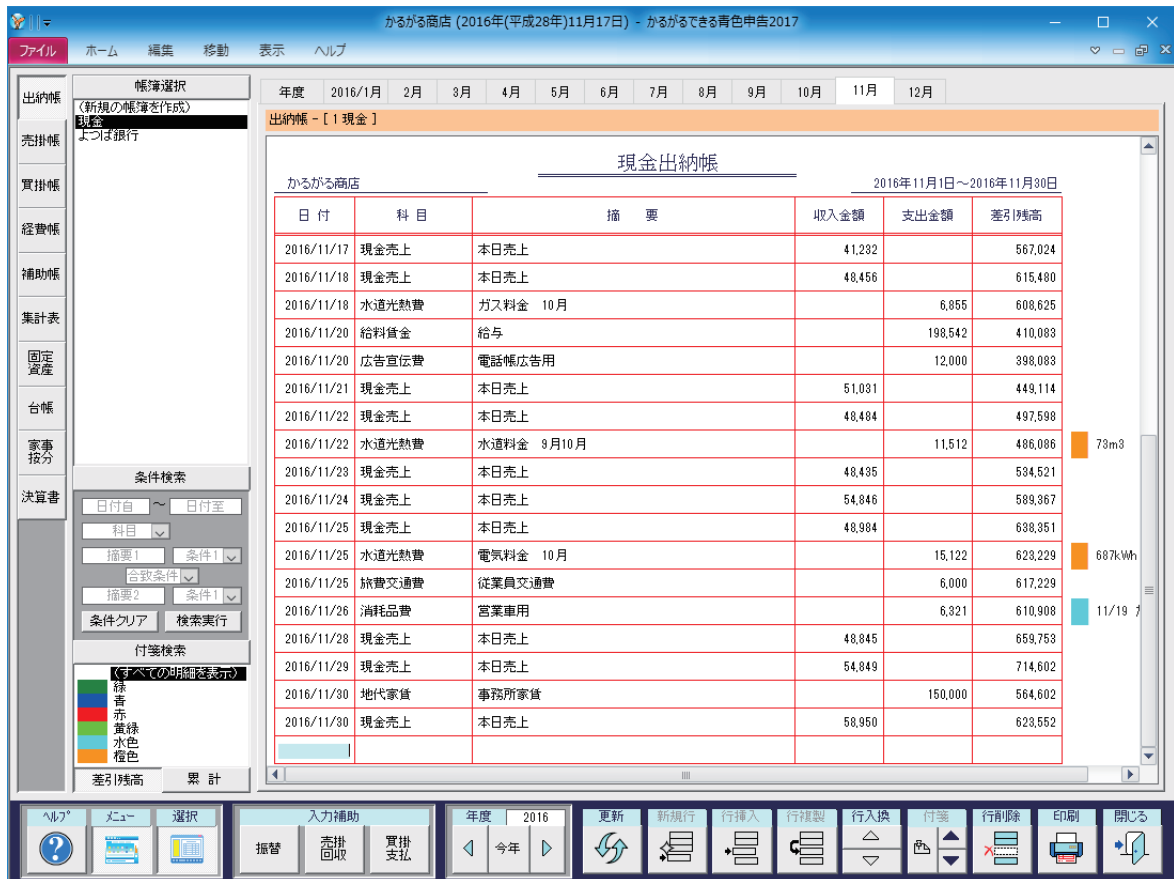 かるがる商店 (2016年(平成28年)11月17日) - かるがるできる青色申告2017
ファイル ホーム 編集 移動 表示 ヘルプ
出納帳
売掛帳
買掛帳
経費帳
補助帳
集計表
固定
資産
台帳
家事
按分
決算書
帳簿選択
(新規の帳簿を作成)
現金
よつば銀行
条件検索
日付自 ~ 日付至
科目
摘要1 条件1
合致条件
摘要2 条件1
条件クリア 検索実行
付箋検索
(すべての明細を表示)
緑
青
赤
黄緑
水色
橙色
差引残高 累 計
年度 2016/1月 2月 3月 4月 5月 6月 7月 8月 9月 10月 11月 12月
出納帳 - [ 1 現金 ]
現金出納帳
かるがる商店 2016年11月1日~2016年11月30日
日 付 科 目 摘 要 収入金額 支出金額 差引残高
2016/11/17 現金売上 本日売上 41,232 567,024
2016/11/18 現金売上 本日売上 48,456 615,480
2016/11/18 水道光熱費 ガス料金 10月 6,855 608,625
2016/11/20 給料賃金 給与 198,542 410,083
2016/11/20 広告宣伝費 電話帳広告用 12,000 398,083
2016/11/21 現金売上 本日売上 51,031 449,114
2016/11/22 現金売上 本日売上 48,484 497,598
2016/11/22 水道光熱費 水道料金 9月10月 11,512 486,086 73m3
2016/11/23 現金売上 本日売上 48,435 534,521
2016/11/24 現金売上 本日売上 54,846 589,367
2016/11/25 現金売上 本日売上 48,984 638,351
2016/11/25 水道光熱費 電気料金 10月 15,122 623,229 687kWh
2016/11/25 旅費交通費 従業員交通費 6,000 617,229
2016/11/26 消耗品費 営業車用 6,321 610,908 11/19
2016/11/28 現金売上 本日売上 48,845 659,753
2016/11/29 現金売上 本日売上 54,849 714,602
2016/11/30 地代家賃 事務所家賃 150,000 564,602
2016/11/30 現金売上 本日売上 58,950 623,552
ヘルプ メニュー 選択 入力補助 年度 2016 更新 新規行 行挿入 行複製 行入換 付箋 行削除 印刷 閉じる
振替 売掛
回収 買掛
支払 今年